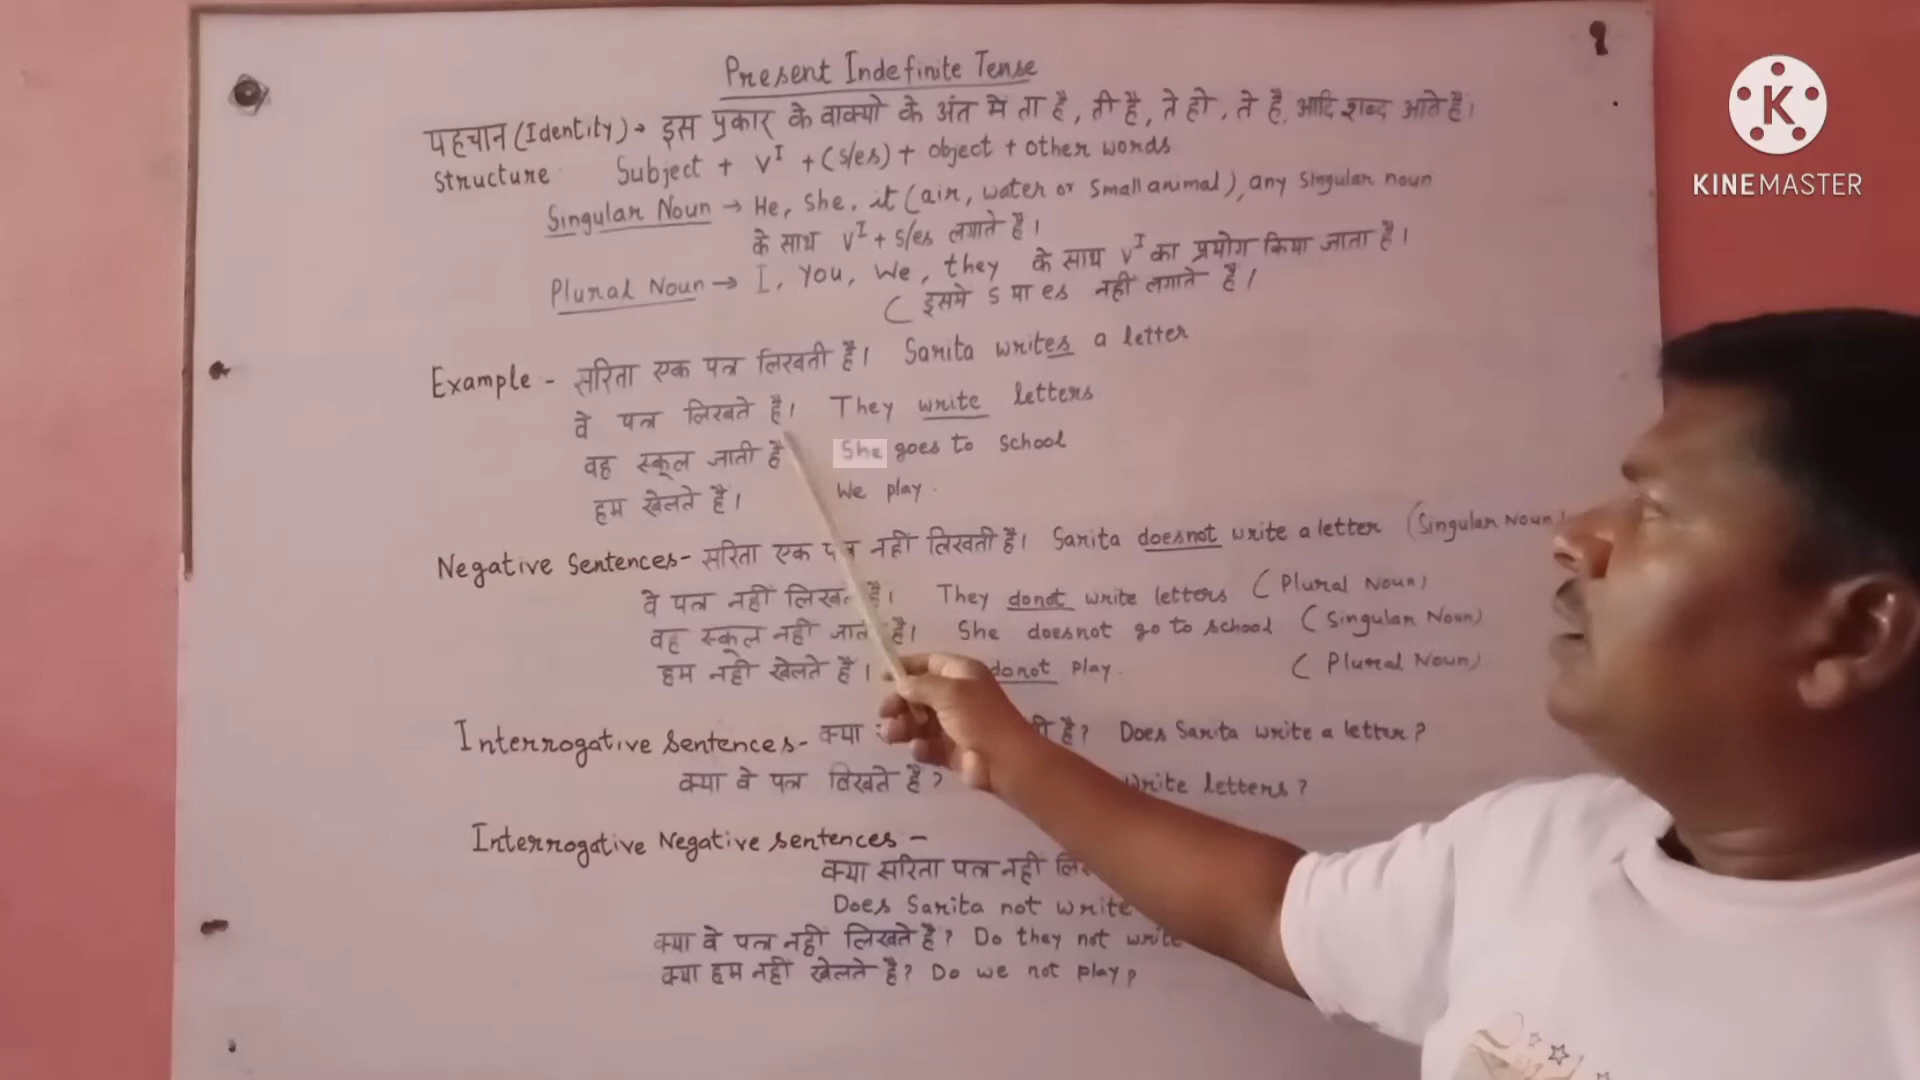 Present Indefinite Tense
पहचान (Identity) → इस प्रकार के वाक्यो के अंत मे ता है, ती है, ते हो, ते है, आदि शब्द आते है।
Structure Subject + V^I + (s/es) + object + other words
Singular Noun → He, She, it (air, water or small animal), any singular noun
के साथ V^I + s/es लगाते है।
Plural Noun → I, You, We, they के साथ V^I का प्रयोग किया जाता है।
( इसमे s या es नही लगाते है।
Example - सरिता एक पत्र लिखती है। Sarita writes a letter
वे पत्र लिखते है। They write letters
वह स्कूल जाती है She goes to school
हम खेलते है। We play.
Negative Sentences - सरिता एक पत्र नही लिखती है। Sarita doesnot write a letter (Singular Noun)
वे पत्र नही लिखते है। They donot write letters (Plural Noun)
वह स्कूल नही जाती है। She doesnot go to school (Singular Noun)
हम नही खेलते है। donot play. (Plural Noun)
Interrogative Sentences - क्या है? Does Sarita write a letter?
क्या वे पत्र लिखते है? write letters?
Interrogative Negative sentences -
क्या सरिता पत्र नही
Does Sarita not write
क्या वे पत्र नही लिखते है? Do they not write
क्या हम नही खेलते है? Do we not play?
K
KINEMASTER